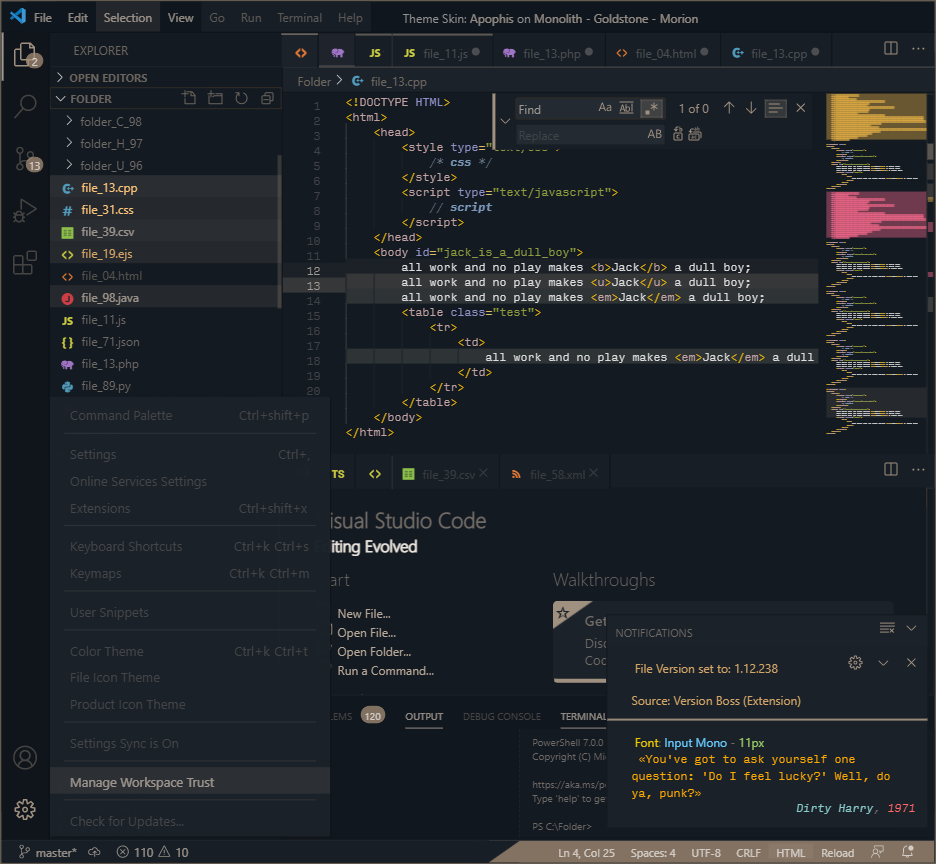 File Edit Selection View Go Run Terminal Help Theme Skin: Apophis on Monolith - Goldstone - Morion
2
13
EXPLORER
OPEN EDITORS
FOLDER
folder_C_98
folder_H_97
folder_U_96
file_13.cpp
file_31.css
file_39.csv
file_19.ejs
file_04.html
file_98.java
file_11.js
file_71.json
file_13.php
file_89.py
JS JS file_11.js file_13.php file_04.html file_13.cpp
Folder > file_13.cpp
Find Aa Ab .* 1 of 0
Replace AB
1 <!DOCTYPE HTML>
2 <html>
3 <head>
4 <style type=
5 /* css */
6 </style>
7 <script type="text/javascript">
8 // script
9 </script>
10 </head>
11 <body id="jack_is_a_dull_boy">
12 all work and no play makes <b>Jack</b> a dull boy;
13 all work and no play makes <u>Jack</u> a dull boy;
14 all work and no play makes <em>Jack</em> a dull boy;
15 <table class="test">
16 <tr>
17 <td>
18 all work and no play makes <em>Jack</em> a dull
19 </td>
20 </tr>
</table>
</body>
</html>
Command Palette Ctrl+shift+p
Settings Ctrl+,
Online Services Settings
Extensions Ctrl+shift+x
Keyboard Shortcuts Ctrl+k Ctrl+s
Keymaps Ctrl+k Ctrl+m
User Snippets
Color Theme Ctrl+k Ctrl+t
File Icon Theme
Product Icon Theme
Settings Sync is On
Manage Workspace Trust
Check for Updates...
TS file_39.csv file_58.xml
isual Studio Code
iting Evolved
art
New File...
Open File...
Open Folder...
Run a Command...
Walkthroughs
Get
Disc
Coc
LEMS 120 OUTPUT DEBUG CONSOLE TERMINAL
PowerShell 7.0.0
Copyright (C) Mi
https://aka.ms/p
Type 'help' to ge
PS C:\Folder>
NOTIFICATIONS
File Version set to: 1.12.238
Source: Version Boss (Extension)
Font: Input Mono - 11px
«You've got to ask yourself one
question: 'Do I feel lucky?' Well, do
ya, punk?»
Dirty Harry, 1971
master* 110 10 Ln 4, Col 25 Spaces: 4 UTF-8 CRLF HTML Reload